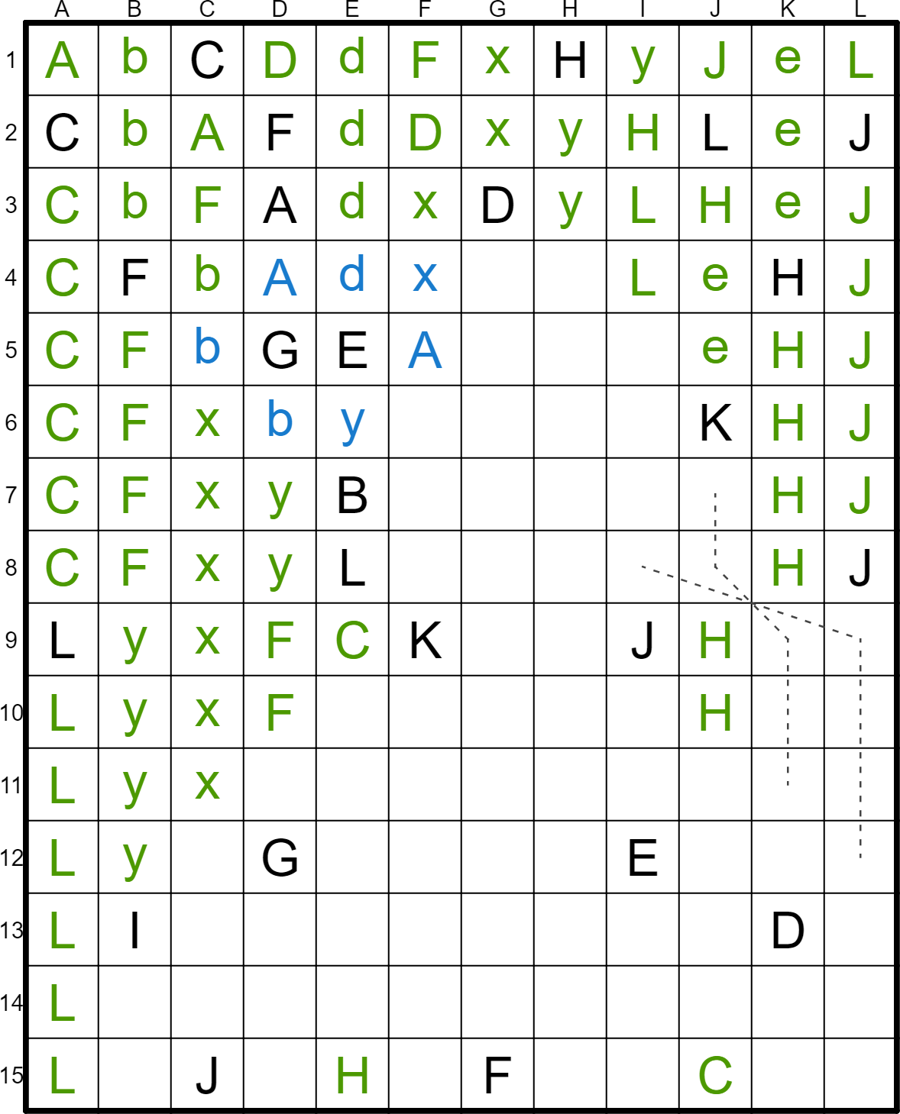 A B C D E F G H I J K L
1 A b C D d F x H y J e L
2 C b A F d D x y H L e J
3 C b F A d x D y L H e J
4 C F b A d x L e H J
5 C F b G E A e H J
6 C F x b y K H J
7 C F x y B H J
8 C F x y L H J
9 L y x F C K J H
10 L y x F H
11 L y x
12 L y G E
13 L I D
14 L
15 L J H F C